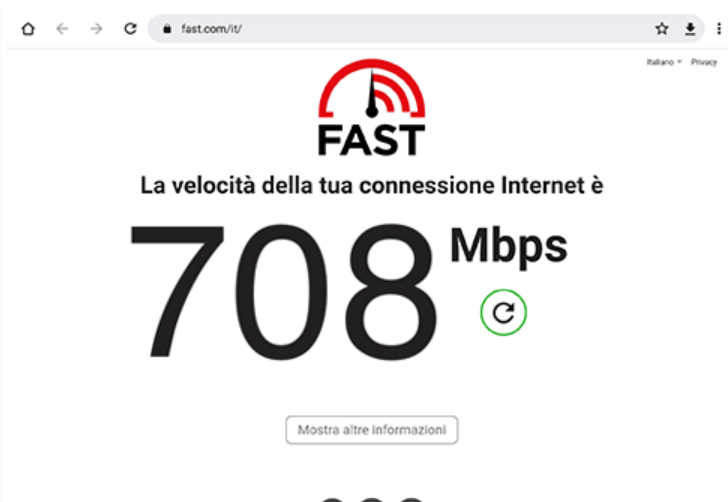 fast.com/it/
Italiano Privacy
FAST
La velocità della tua connessione Internet è
708 Mbps
Mostra altre informazioni